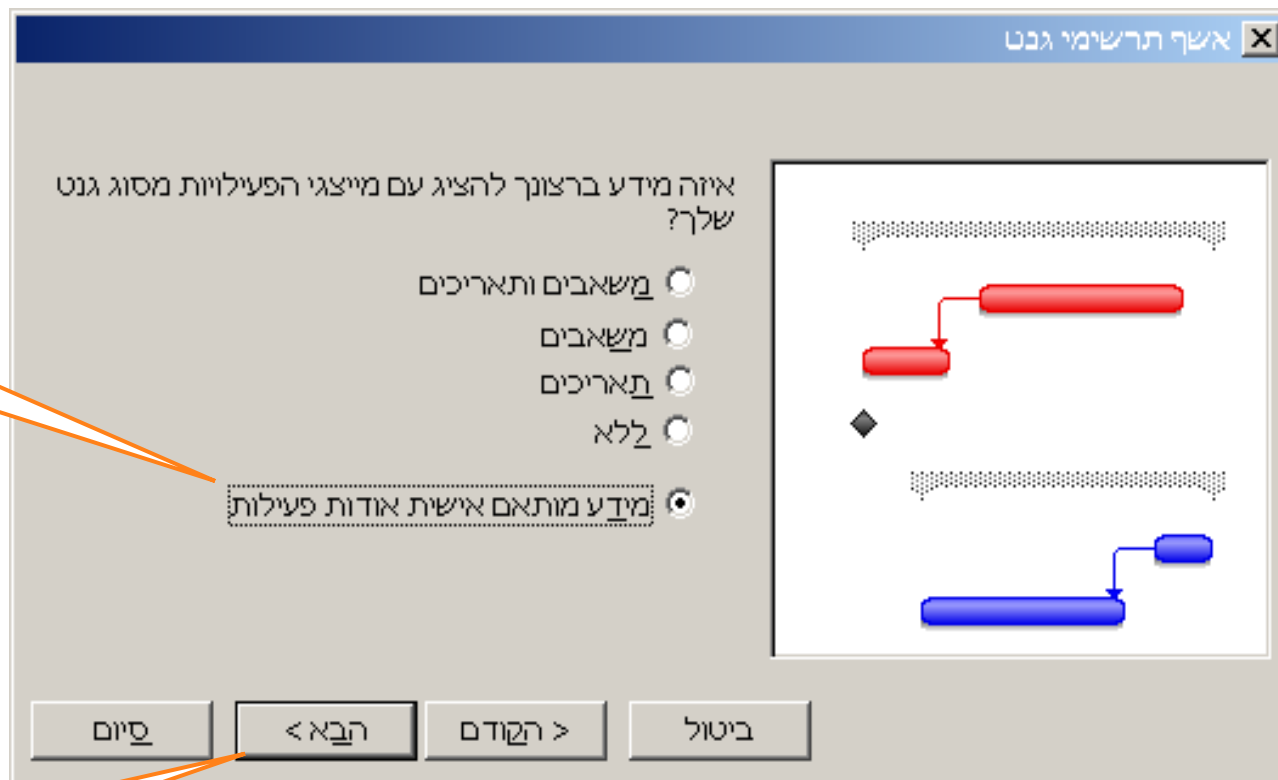 אשף תרשימי גנט
איזה מידע ברצונך להציג עם מייצגי הפעילויות מסוג גנט
שלך?
משאבים ותאריכים
משאבים
תאריכים
ללא
מידע מותאם אישית אודות פעילות
ביטול
< הקודם
הבא >
סיום